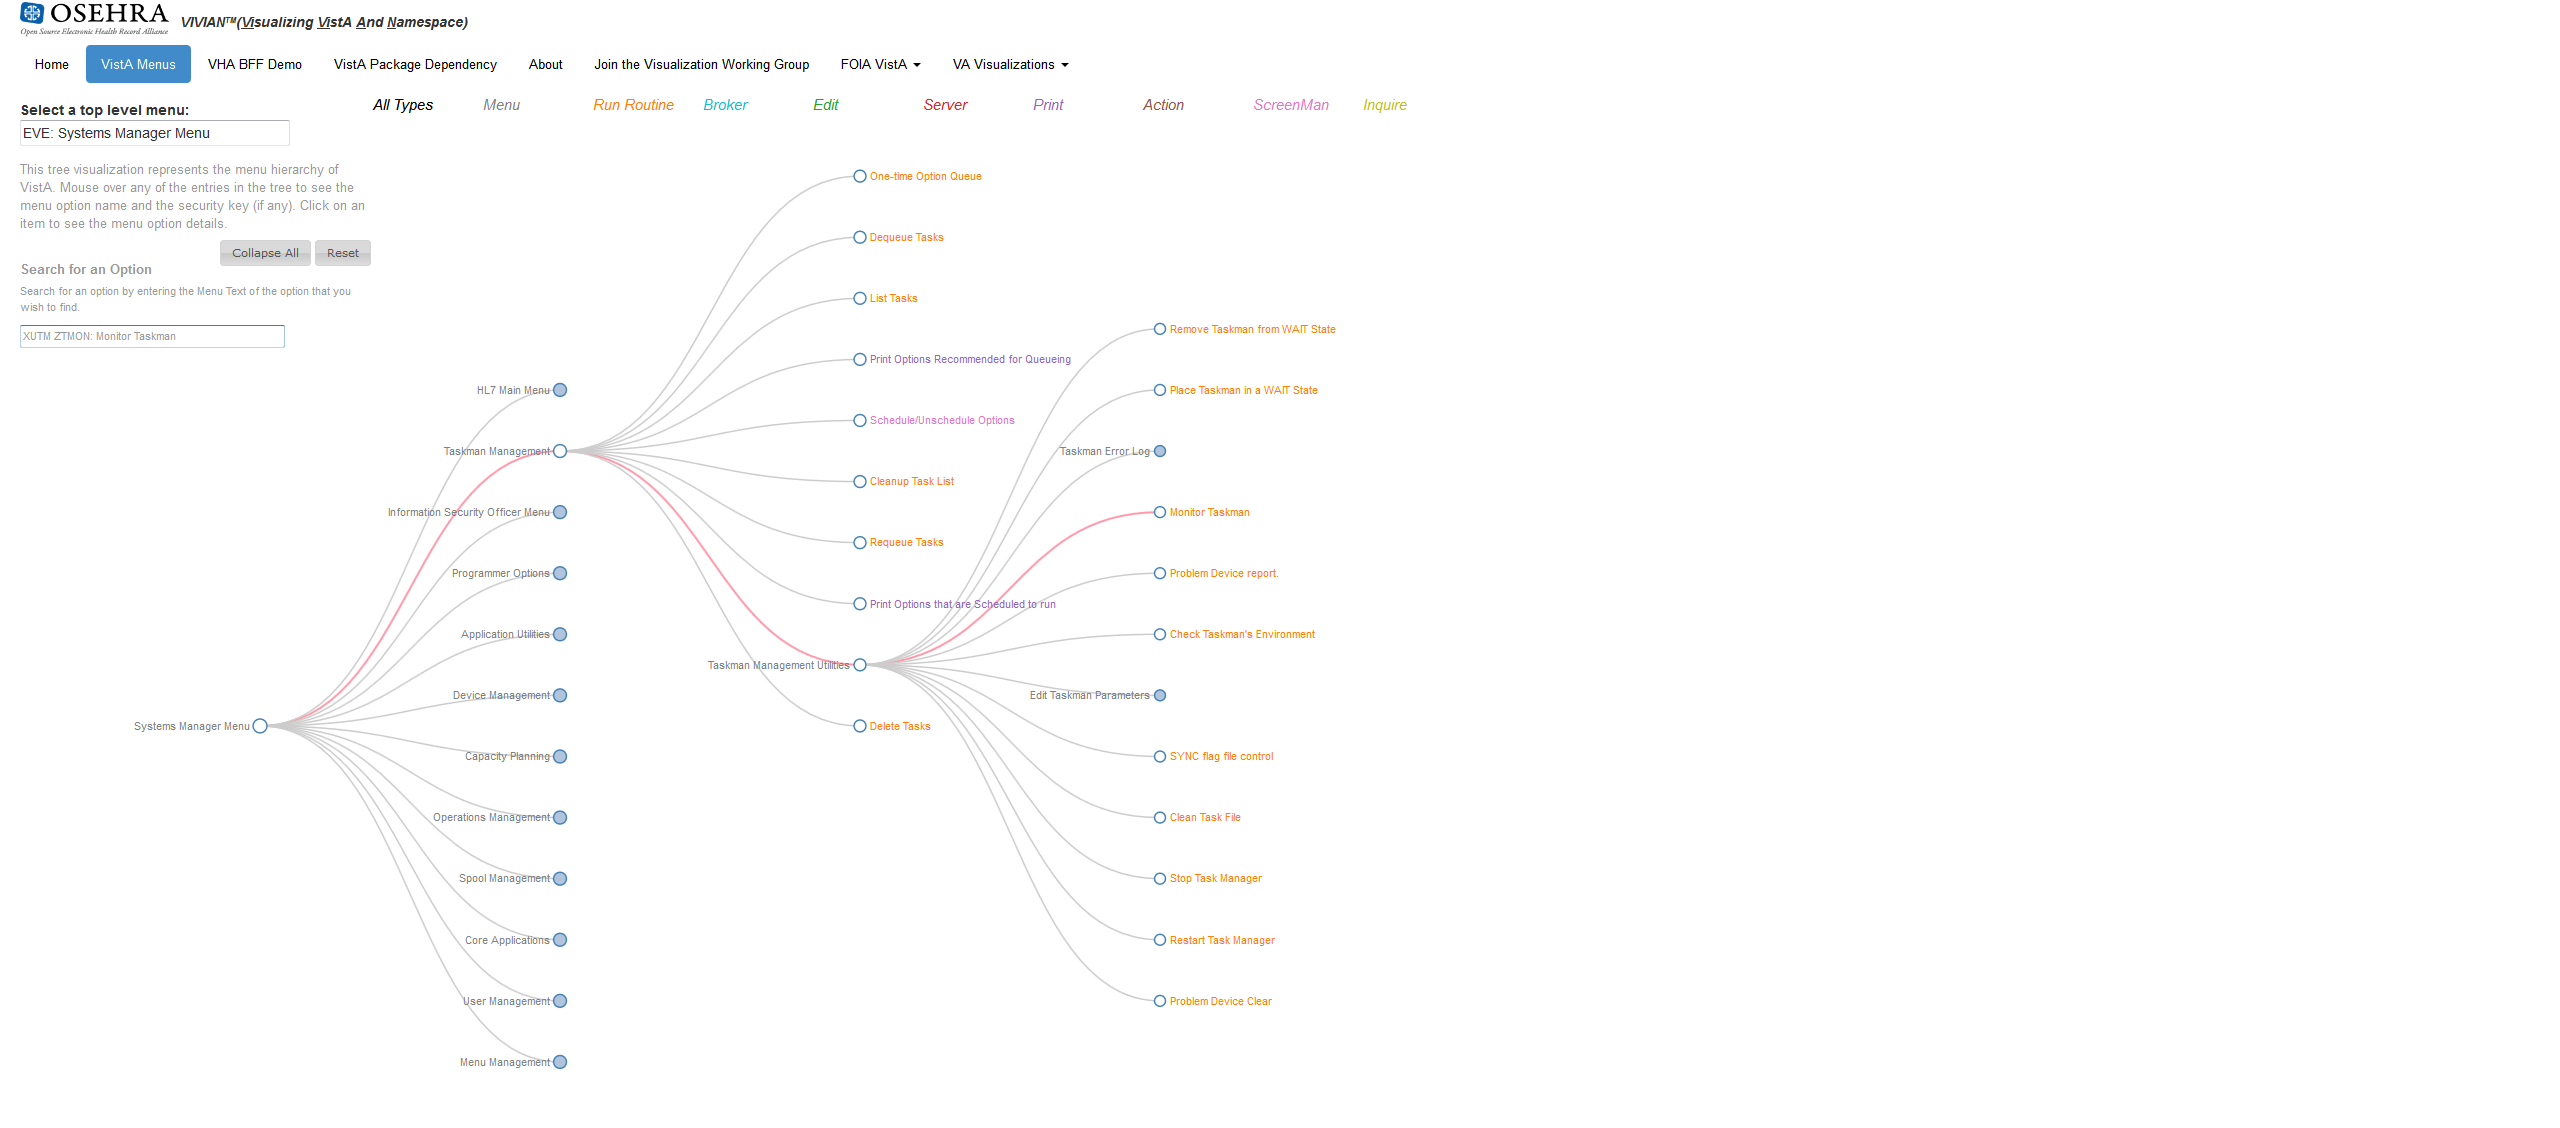 OSEHRA
Open Source Electronic Health Record Alliance
VIVIAN™(Visualizing VistA And Namespace)
Home VistA Menus VHA BFF Demo VistA Package Dependency About Join the Visualization Working Group FOIA VistA VA Visualizations
Select a top level menu:
EVE: Systems Manager Menu
All Types Menu Run Routine Broker Edit Server Print Action ScreenMan Inquire
This tree visualization represents the menu hierarchy of
VistA. Mouse over any of the entries in the tree to see the
menu option name and the security key (if any). Click on an
item to see the menu option details.
Collapse All Reset
Search for an Option
Search for an option by entering the Menu Text of the option that you
wish to find.
XUTM ZTMON: Monitor Taskman
Systems Manager Menu
HL7 Main Menu
Taskman Management
Information Security Officer Menu
Programmer Options
Application Utilities
Device Management
Capacity Planning
Operations Management
Spool Management
Core Applications
User Management
Menu Management
One-time Option Queue
Dequeue Tasks
List Tasks
Print Options Recommended for Queueing
Schedule/Unschedule Options
Cleanup Task List
Requeue Tasks
Print Options that are Scheduled to run
Taskman Management Utilities
Delete Tasks
Remove Taskman from WAIT State
Place Taskman in a WAIT State
Taskman Error Log
Monitor Taskman
Problem Device report.
Check Taskman's Environment
Edit Taskman Parameters
SYNC flag file control
Clean Task File
Stop Task Manager
Restart Task Manager
Problem Device Clear